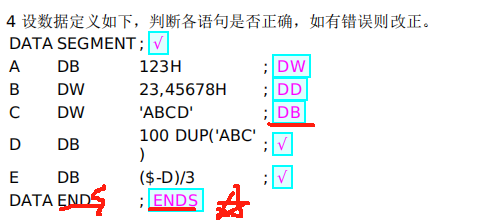 4 设数据定义如下，判断各语句是否正确，如有错误则改正。
DATA SEGMENT ; √
A DB 123H ; DW
B DW 23,45678H ; DD
C DW 'ABCD' ; DB
D DB 100 DUP('ABC' ; √
)
E DB ($-D)/3 ; √
DATA ENDS ; ENDS